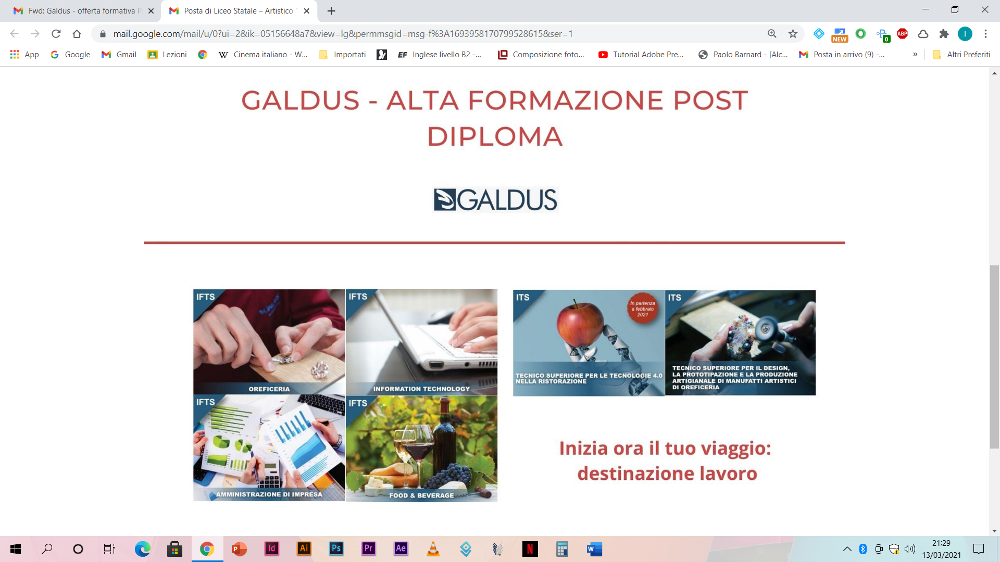 Fwd: Galdus - offerta formativa P
Posta di Liceo Statale – Artistico
mail.google.com/mail/u/0?ui=2&ik=05156648a7&view=lg&permmsgid=msg-f%3A1693958170799528615&ser=1
NEW
0
ABP
I
App
Google
Gmail
Lezioni
W
Cinema italiano - W...
Importati
EF
Inglese livello B2 -...
Composizione foto...
Tutorial Adobe Pre...
Paolo Barnard - [Alc...
Posta in arrivo (9) -...
»
Altri Preferiti
GALDUS - ALTA FORMAZIONE POST
DIPLOMA
GALDUS
IFTS
OREFICERIA
IFTS
INFORMATION TECHNOLOGY
ITS
In partenza
a febbraio
2021
TECNICO SUPERIORE PER LE TECNOLOGIE 4.0
NELLA RISTORAZIONE
ITS
TECNICO SUPERIORE PER IL DESIGN,
LA PROTOTIPAZIONE E LA PRODUZIONE
ARTIGIANALE DI MANUFATTI ARTISTICI
DI OREFICERIA
IFTS
AMMINISTRAZIONE DI IMPRESA
IFTS
FOOD & BEVERAGE
Inizia ora il tuo viaggio:
destinazione lavoro
P
Id
Ai
Ps
Pr
Ae
N
W
21:29
13/03/2021